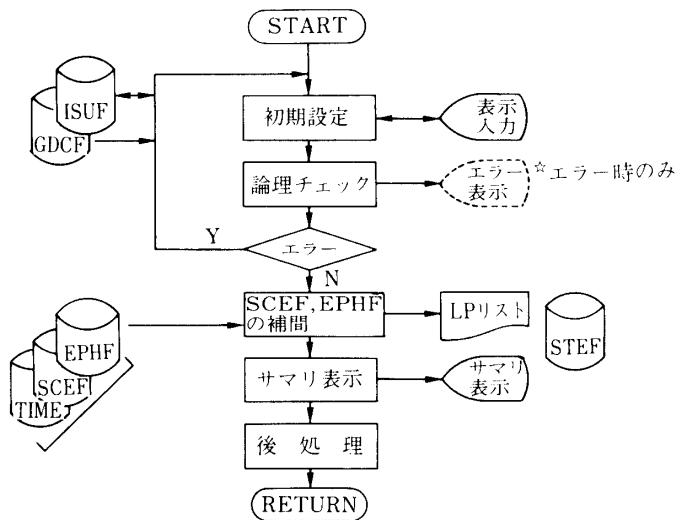 START
ISUF
GDCF
初期設定
表示
入力
論理チェック
エラー
表示
☆エラー時のみ
Y
エラー
N
SCEF,EPHF
の補間
LPリスト
STEF
EPHF
SCEF
TIME
サマリ表示
サマリ
表示
後処理
RETURN